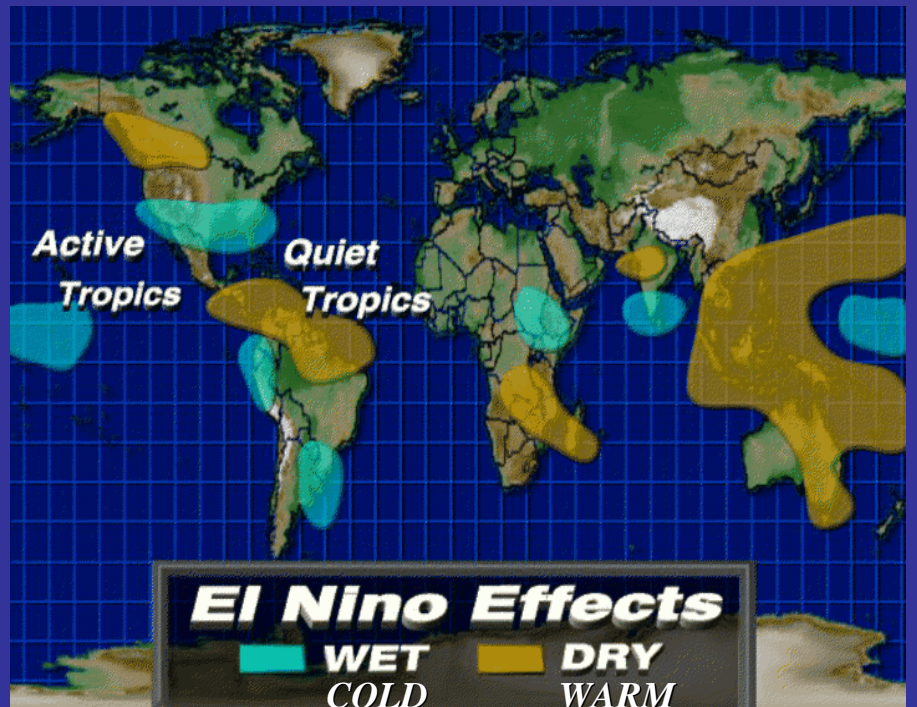 Active
Tropics
Quiet
Tropics
El Nino Effects
WET DRY
COLD WARM